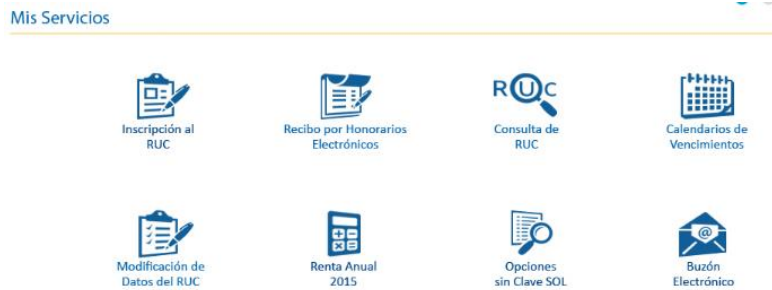 Mis Servicios
RUC
Inscripción al
RUC
Recibo por Honorarios
Electrónicos
Consulta de
RUC
Calendarios de
Vencimientos
@
Modificación de
Datos del RUC
Renta Anual
2015
Opciones
sin Clave SOL
Buzón
Electrónico